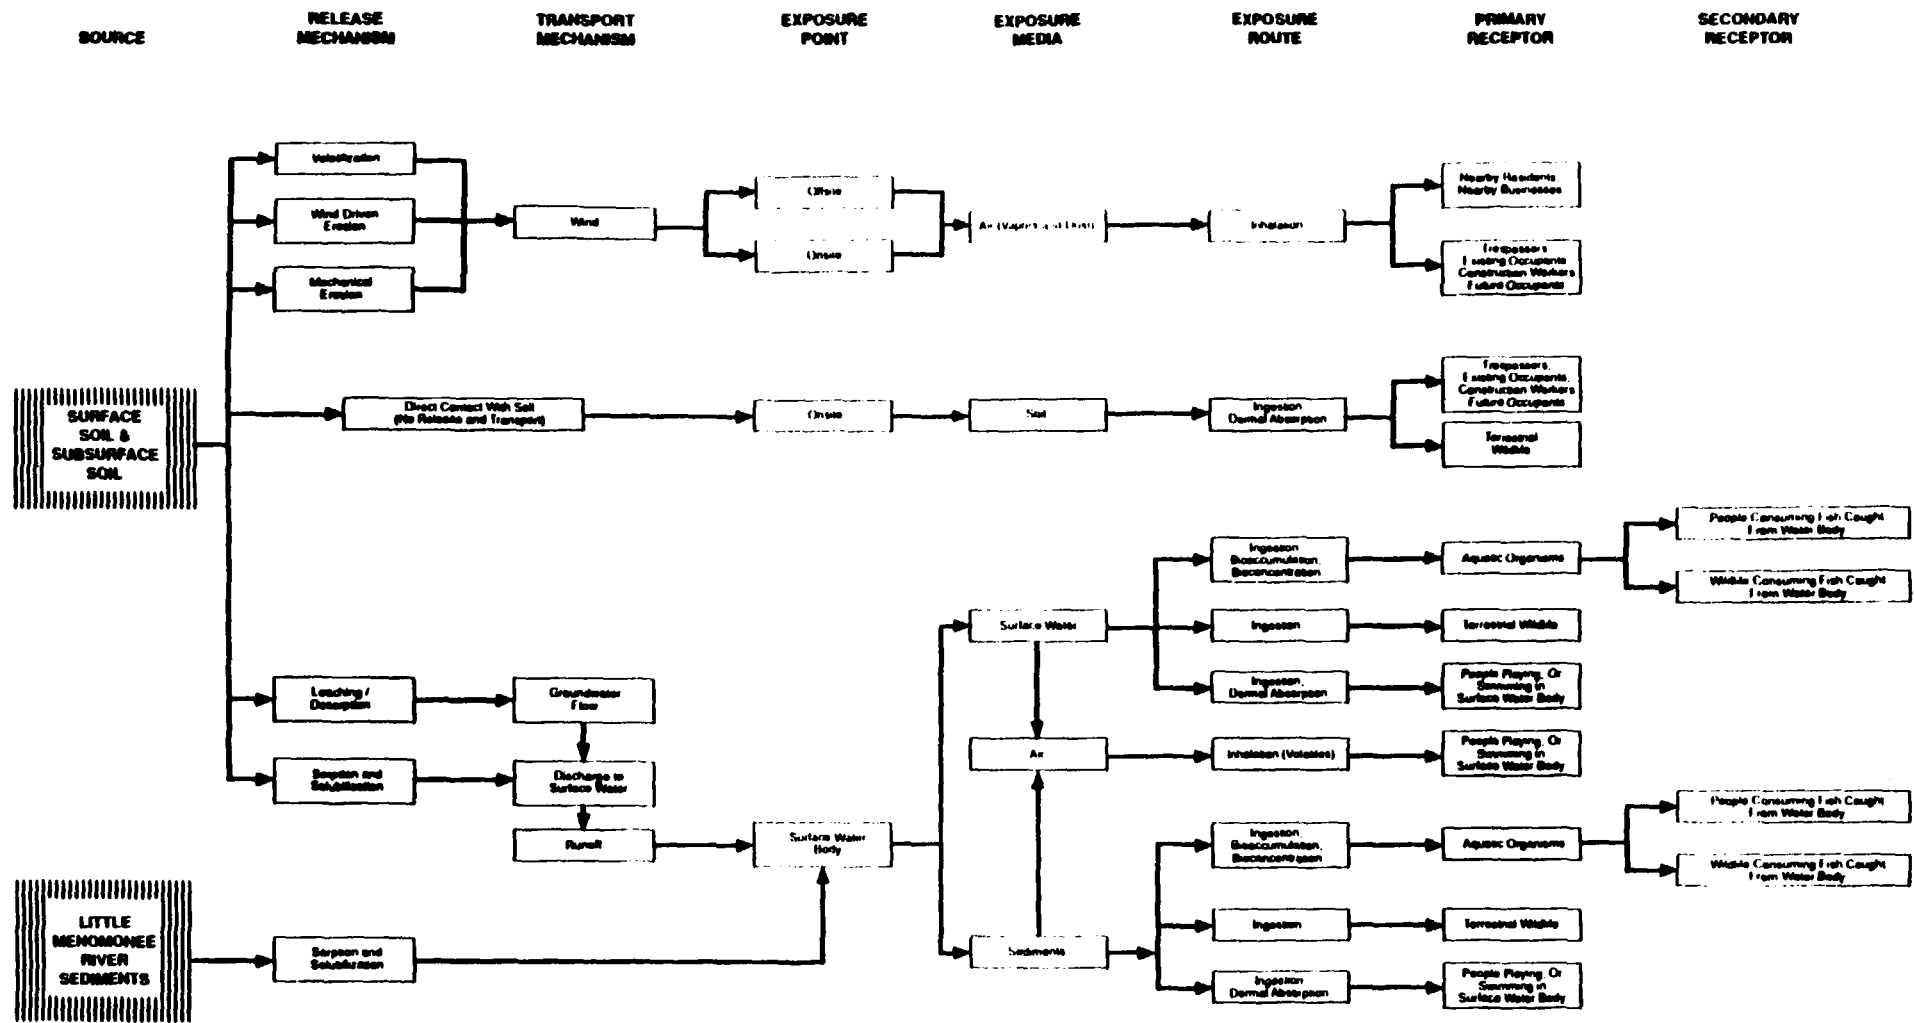 SOURCE
RELEASE
MECHANISM
TRANSPORT
MECHANISM
EXPOSURE
POINT
EXPOSURE
MEDIA
EXPOSURE
ROUTE
PRIMARY
RECEPTOR
SECONDARY
RECEPTOR
Volatilization
Wind Driven
Erosion
Mechanical
Erosion
Wind
Offsite
Onsite
Air (Vapors and Dust)
Inhalation
Nearby Residents
Nearby Businesses
Trespassers
Existing Occupants
Construction Workers
Future Occupants
SURFACE
SOIL &
SUBSURFACE
SOIL
Direct Contact With Soil
(No Release and Transport)
Onsite
Soil
Ingestion
Dermal Absorption
Trespassers,
Existing Occupants,
Construction Workers
Future Occupants
Terrestrial
Wildlife
Leaching /
Desorption
Groundwater
Flow
Sorption and
Solubilization
Discharge to
Surface Water
Runoff
Surface Water
Body
Surface Water
Air
Sediments
Ingestion
Bioaccumulation,
Bioconcentration
Aquatic Organisms
People Consuming Fish Caught
From Water Body
Wildlife Consuming Fish Caught
From Water Body
Ingestion
Terrestrial Wildlife
Ingestion,
Dermal Absorption
People Playing, Or
Swimming in
Surface Water Body
Inhalation (Volatiles)
People Playing, Or
Swimming in
Surface Water Body
Ingestion,
Bioaccumulation,
Bioconcentration
Aquatic Organisms
People Consuming Fish Caught
From Water Body
Wildlife Consuming Fish Caught
From Water Body
Ingestion
Terrestrial Wildlife
Ingestion
Dermal Absorption
People Playing, Or
Swimming in
Surface Water Body
LITTLE
MENOMONEE
RIVER
SEDIMENTS
Sorption and
Solubilization